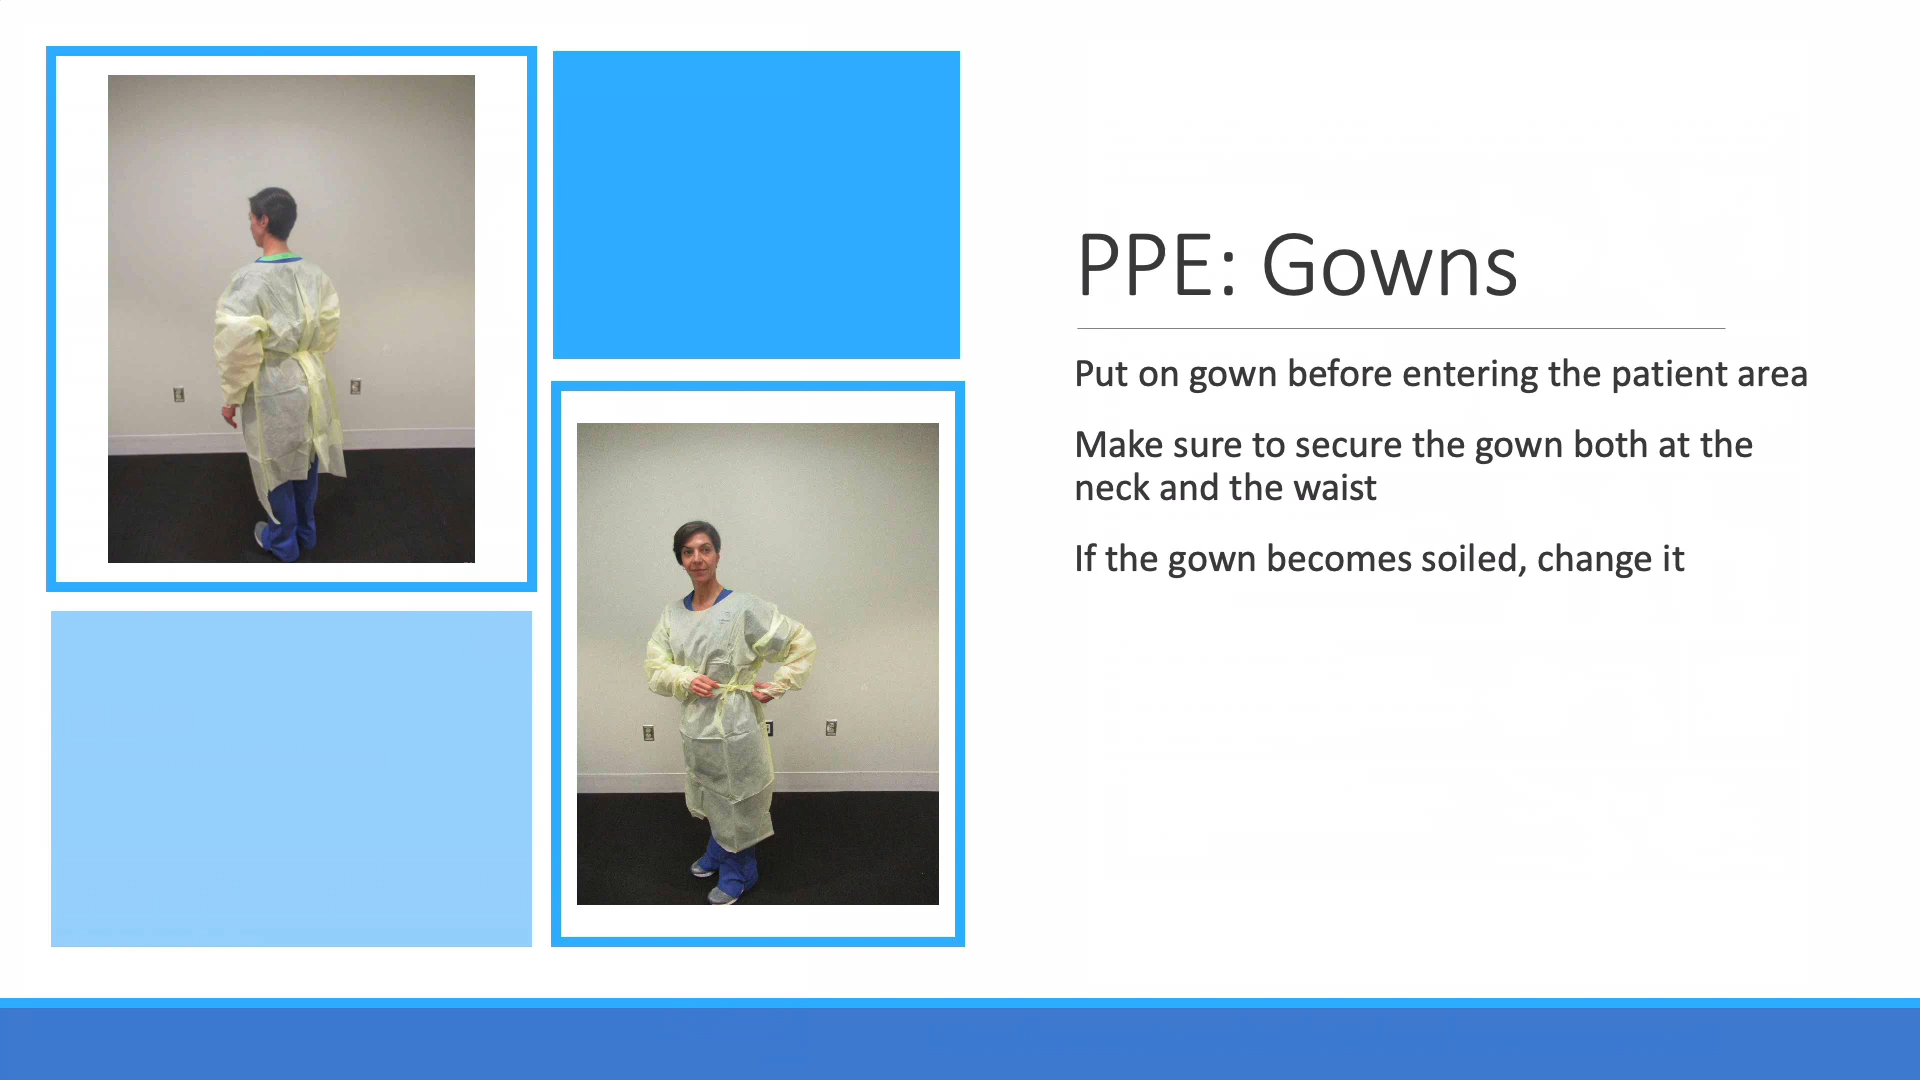 PPE: Gowns
Put on gown before entering the patient area
Make sure to secure the gown both at the
neck and the waist
If the gown becomes soiled, change it